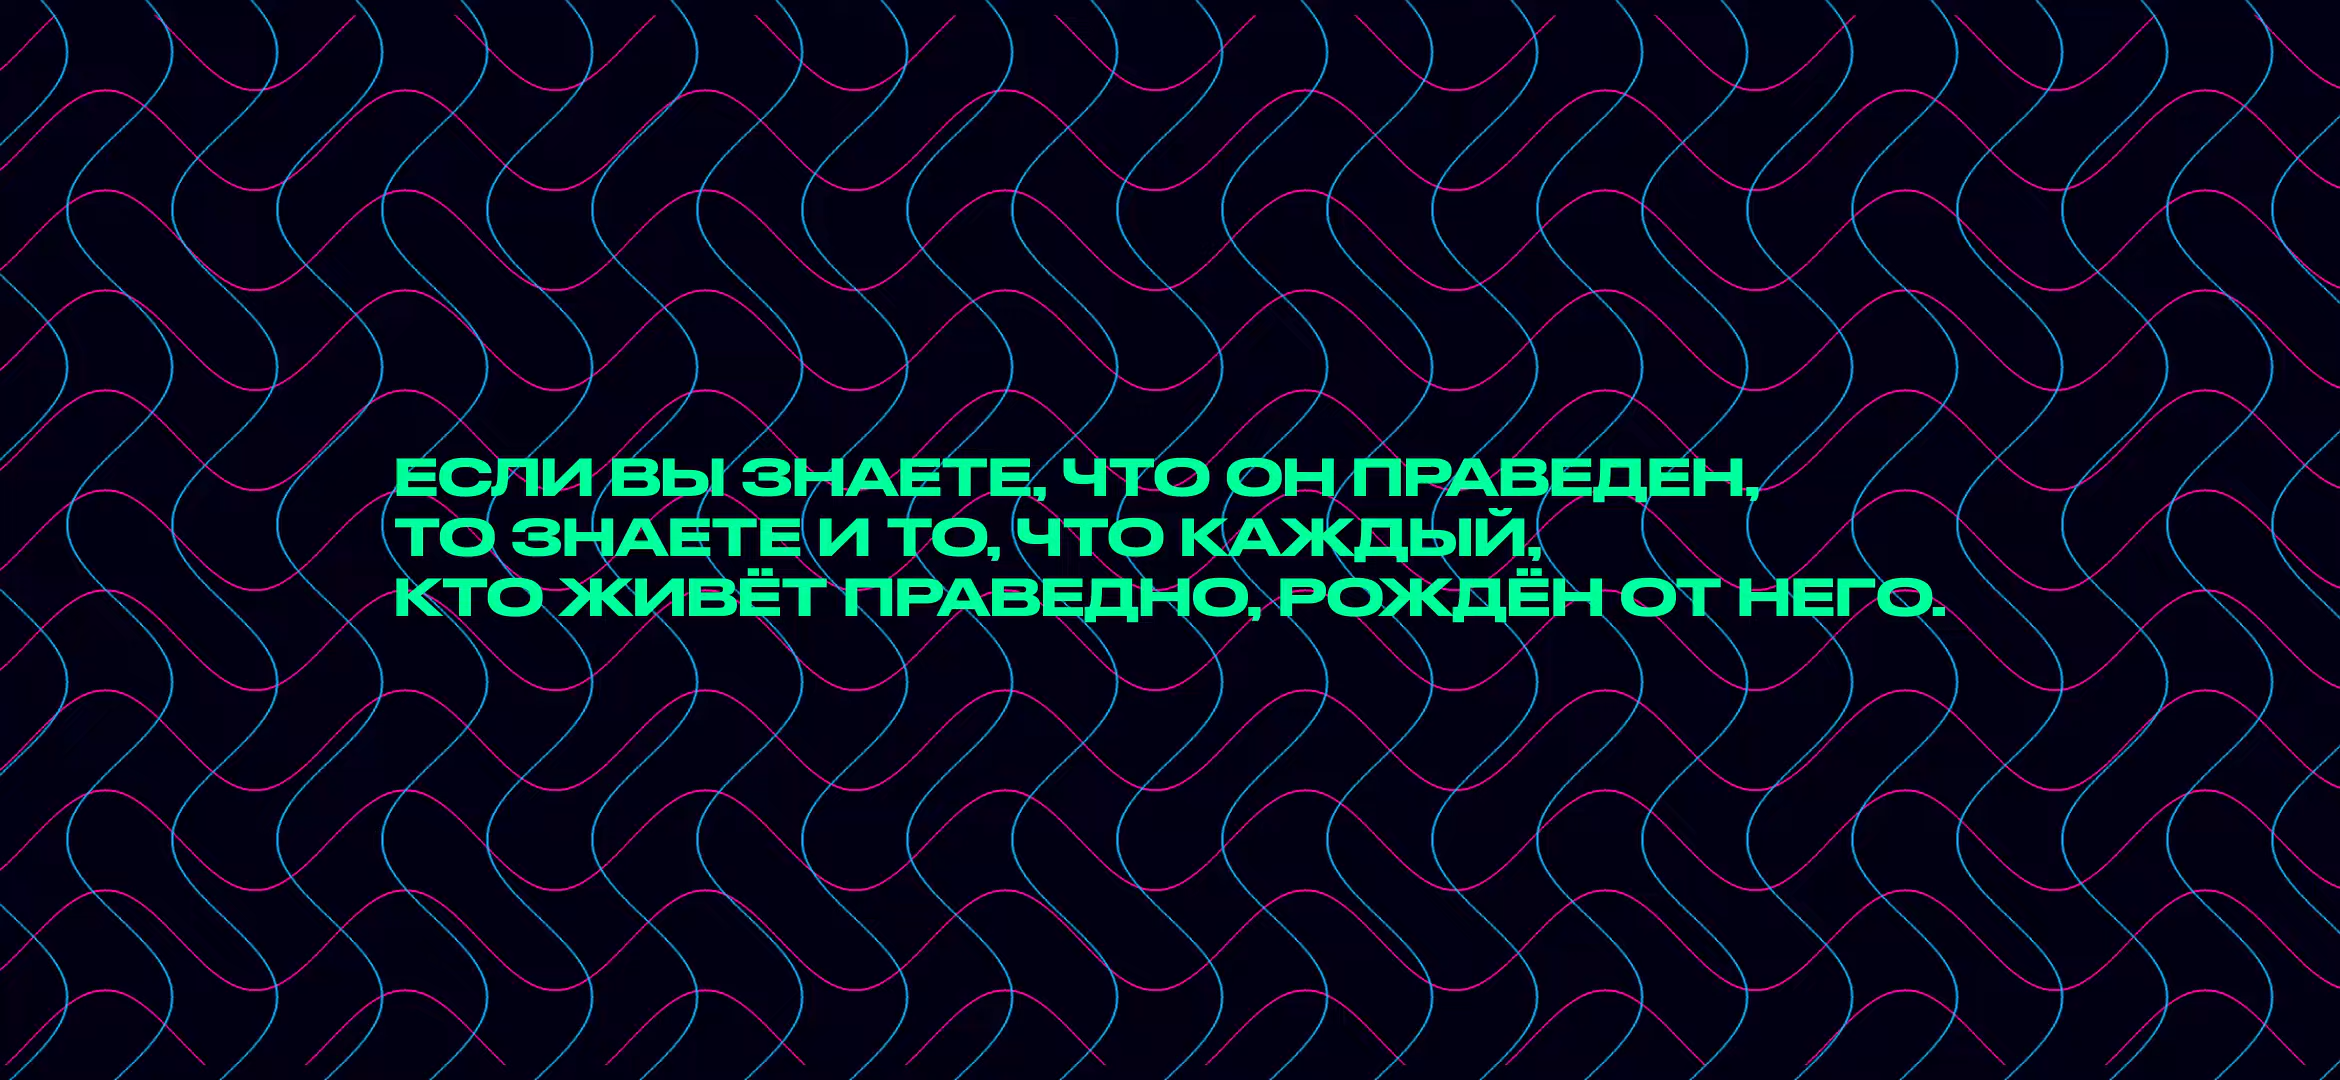 ЕСЛИ ВЫ ЗНАЕТЕ, ЧТО ОН ПРАВЕДЕН,
ТО ЗНАЕТЕ И ТО, ЧТО КАЖДЫЙ,
КТО ЖИВЁТ ПРАВЕДНО, РОЖДЁН ОТ НЕГО.